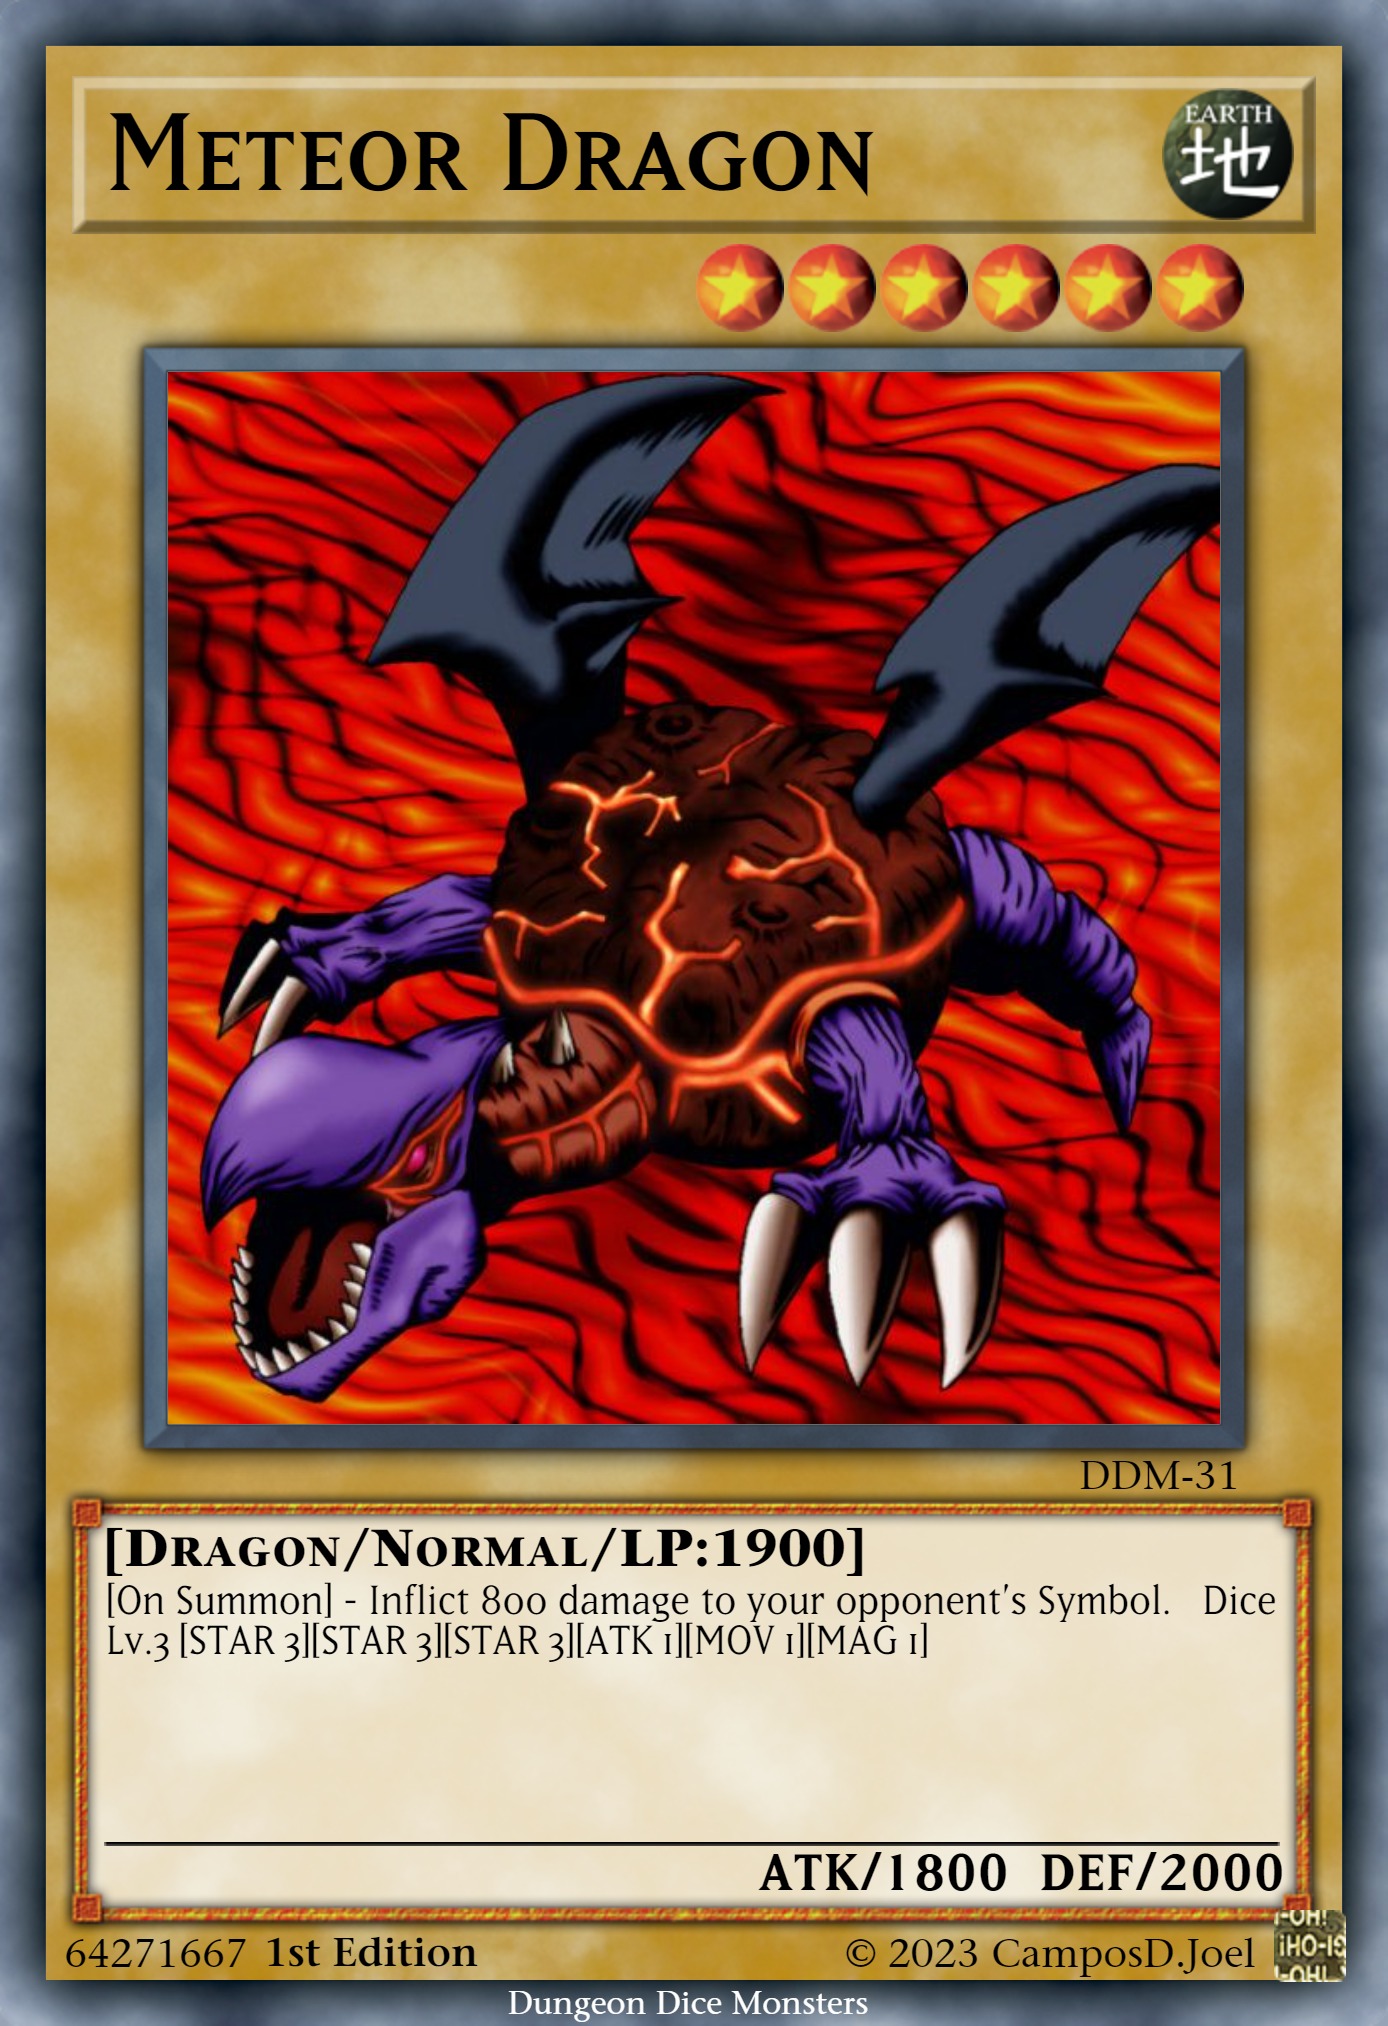 METEOR DRAGON
EARTH
地
DDM-31
[DRAGON/NORMAL/LP:1900]
[On Summon] - Inflict 800 damage to your opponent's Symbol.   Dice
Lv.3 [STAR 3][STAR 3][STAR 3][ATK 1][MOV 1][MAG 1]
ATK/1800  DEF/2000
64271667 1st Edition
© 2023 CamposD.Joel
Dungeon Dice Monsters